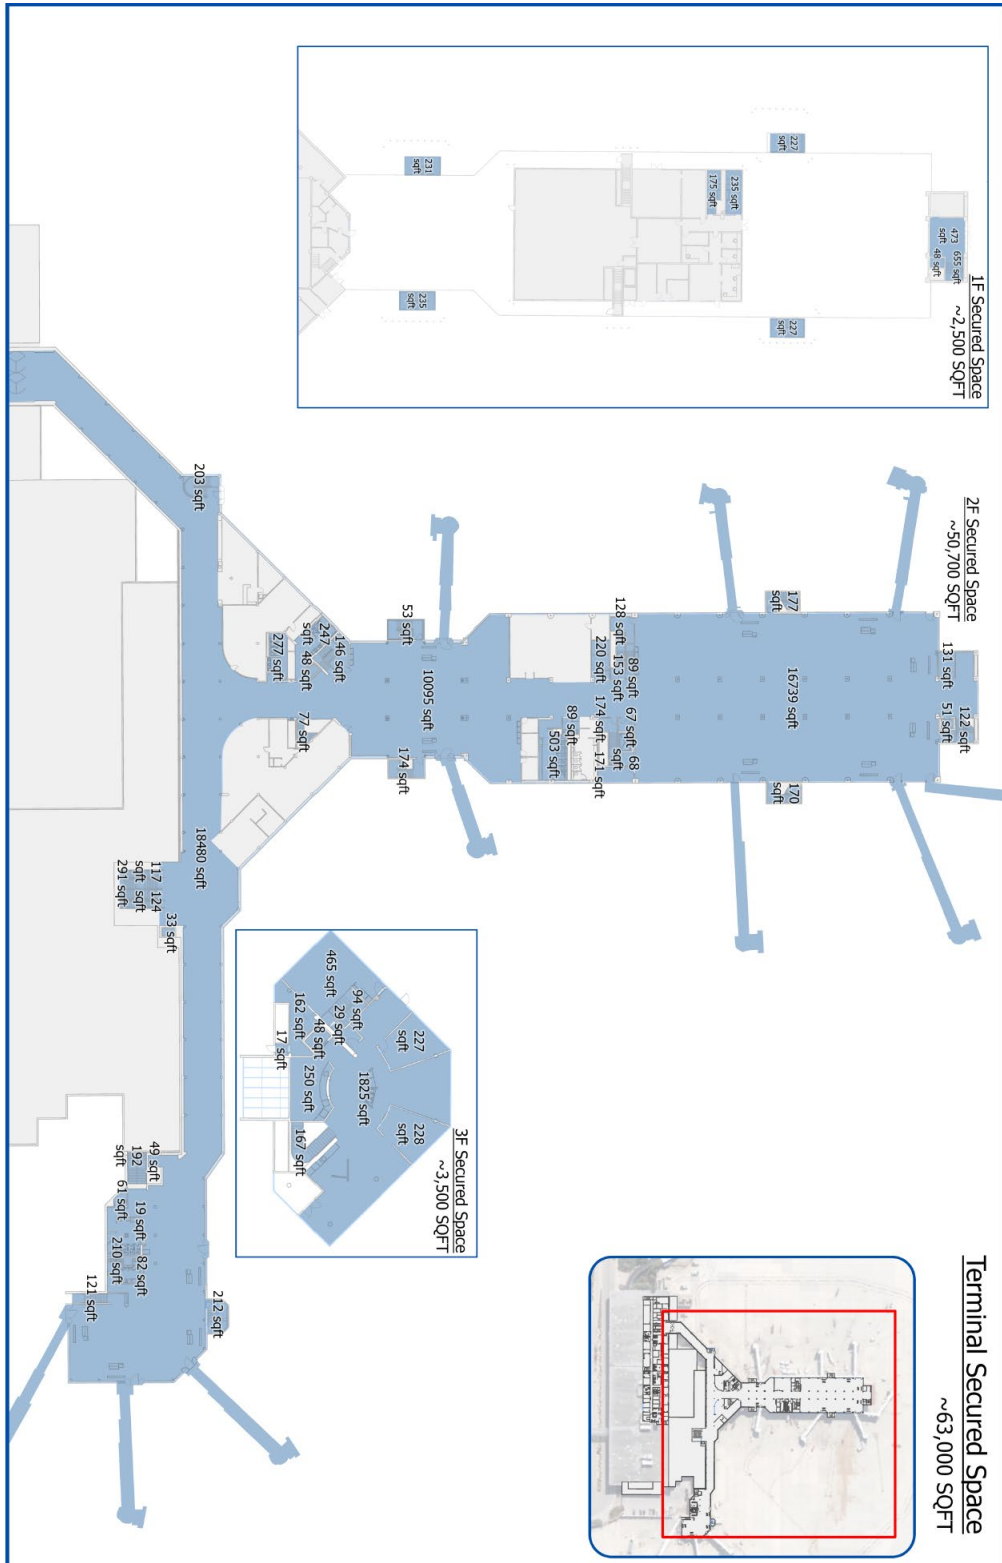 Terminal Secured Space
~63,000 SQFT
1F Secured Space
~2,500 SQFT
655 sqft
473
sqft
48 sqft
227
sqft
227
sqft
235 sqft
175 sqft
231
sqft
235
sqft
2F Secured Space
~50,700 SQFT
122 sqft
131 sqft
51 sqft
177
sqft
16739 sqft
170
sqft
89 sqft
67 sqft
68
sqft
128 sqft
153 sqft
220 sqft
174 sqft
171 sqft
89 sqft
503 sqft
53 sqft
10095 sqft
174 sqft
146 sqft
247
sqft
48 sqft
277 sqft
77 sqft
203 sqft
18480 sqft
117
sqft
124
sqft
291 sqft
33 sqft
49 sqft
192
sqft
61 sqft
19 sqft
82 sqft
210 sqft
212 sqft
121 sqft
3F Secured Space
~3,500 SQFT
227
sqft
228
sqft
1825 sqft
94 sqft
465 sqft
29 sqft
48 sqft
162 sqft
250 sqft
167 sqft
17 sqft